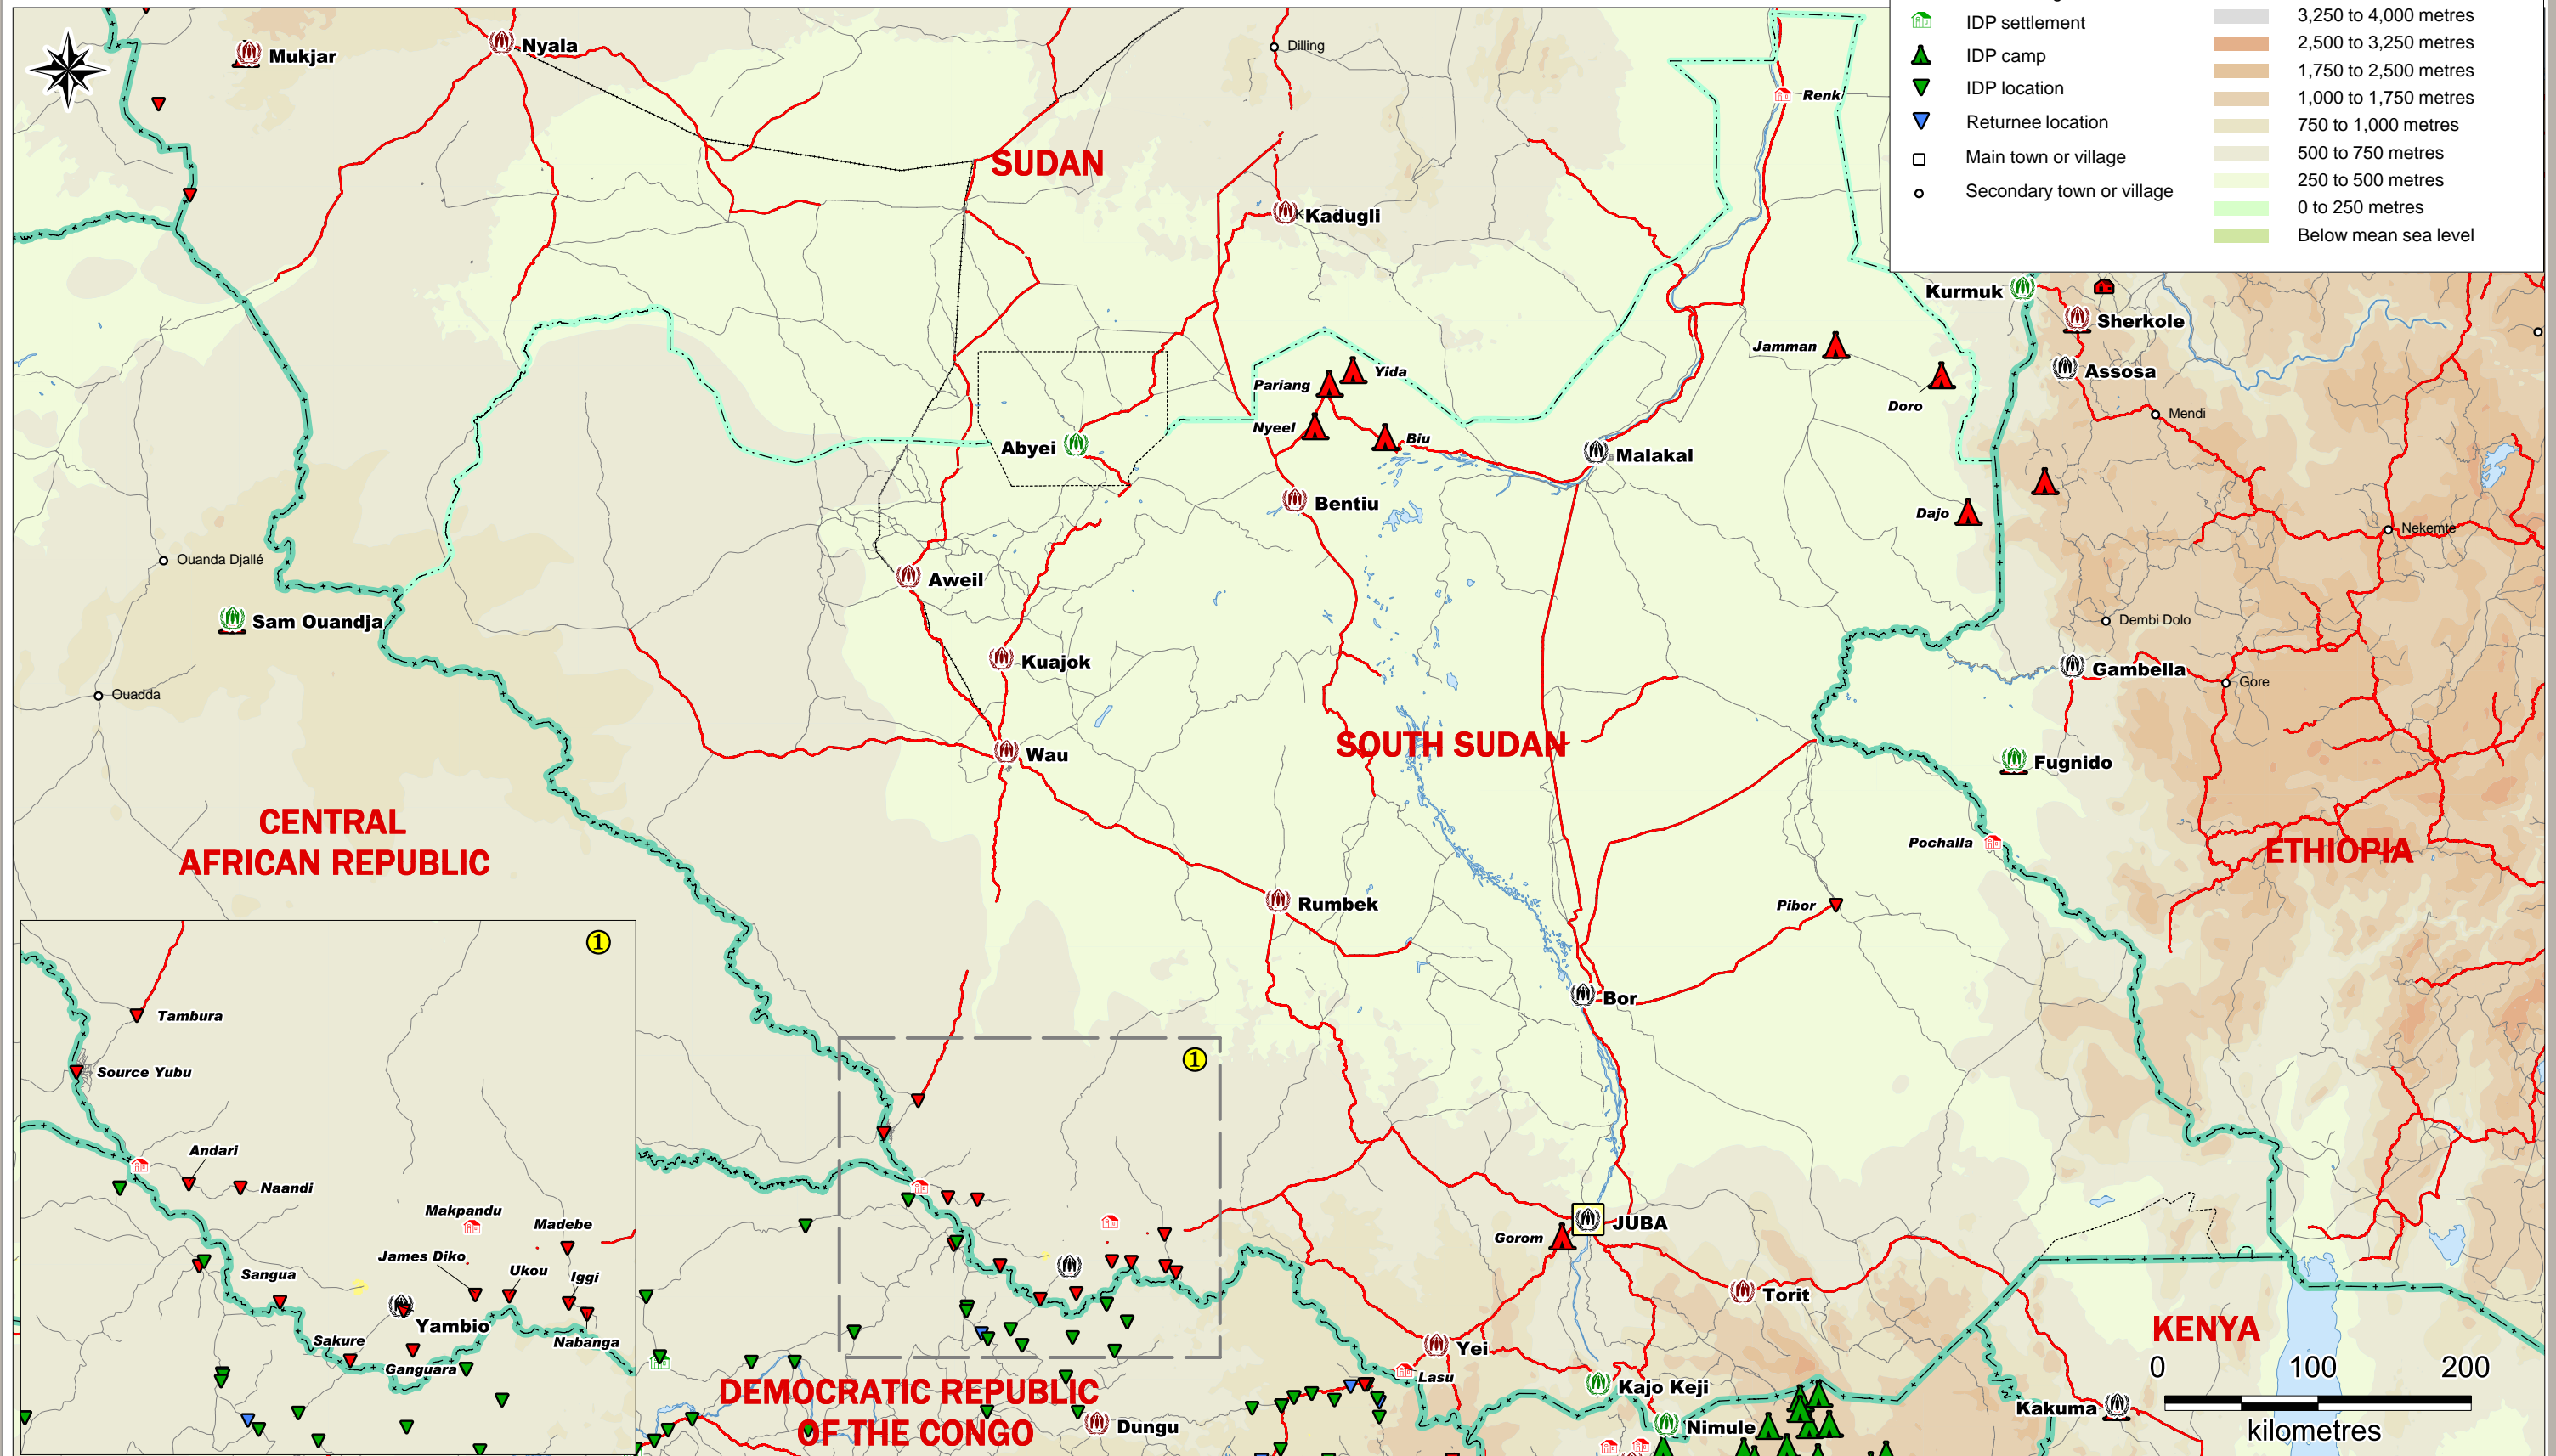 IDP settlement
IDP camp
IDP location
Returnee location
Main town or village
Secondary town or village
3,250 to 4,000 metres
2,500 to 3,250 metres
1,750 to 2,500 metres
1,000 to 1,750 metres
750 to 1,000 metres
500 to 750 metres
250 to 500 metres
0 to 250 metres
Below mean sea level
Mukjar
Nyala
Dilling
Renk
SUDAN
Kadugli
Kurmuk
Sherkole
Jamman
Assosa
Yida
Pariang
Doro
Mendi
Nyeel
Biu
Abyei
Malakal
Bentiu
Dajo
Nekemte
Ouanda Djallé
Aweil
Sam Ouandja
Dembi Dolo
Kuajok
Gambella
Gore
Ouadda
Wau
SOUTH SUDAN
Fugnido
CENTRAL
AFRICAN REPUBLIC
Pochalla
ETHIOPIA
Rumbek
Pibor
1
Bor
Tambura
1
Source Yubu
Andari
Naandi
Makpandu
Madebe
JUBA
Gorom
James Diko
Ukou
Iggi
Sangua
Torit
Yambio
Sakure
Nabanga
Ganguara
KENYA
Yei
Lasu
0 100 200
kilometres
Kajo Keji
DEMOCRATIC REPUBLIC
OF THE CONGO
Dungu
Nimule
Kakuma